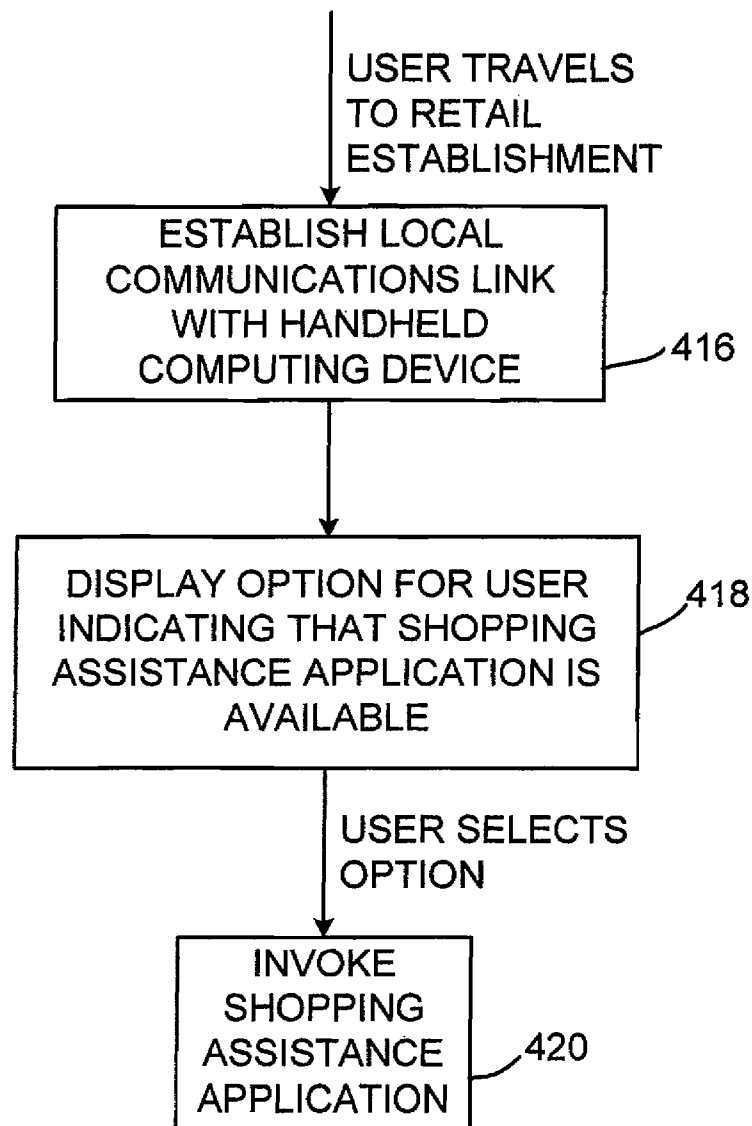 USER TRAVELS
TO RETAIL
ESTABLISHMENT
ESTABLISH LOCAL
COMMUNICATIONS LINK
WITH HANDHELD
COMPUTING DEVICE
416
DISPLAY OPTION FOR USER
INDICATING THAT SHOPPING
ASSISTANCE APPLICATION IS
AVAILABLE
418
USER SELECTS
OPTION
INVOKE
SHOPPING
ASSISTANCE
APPLICATION
420